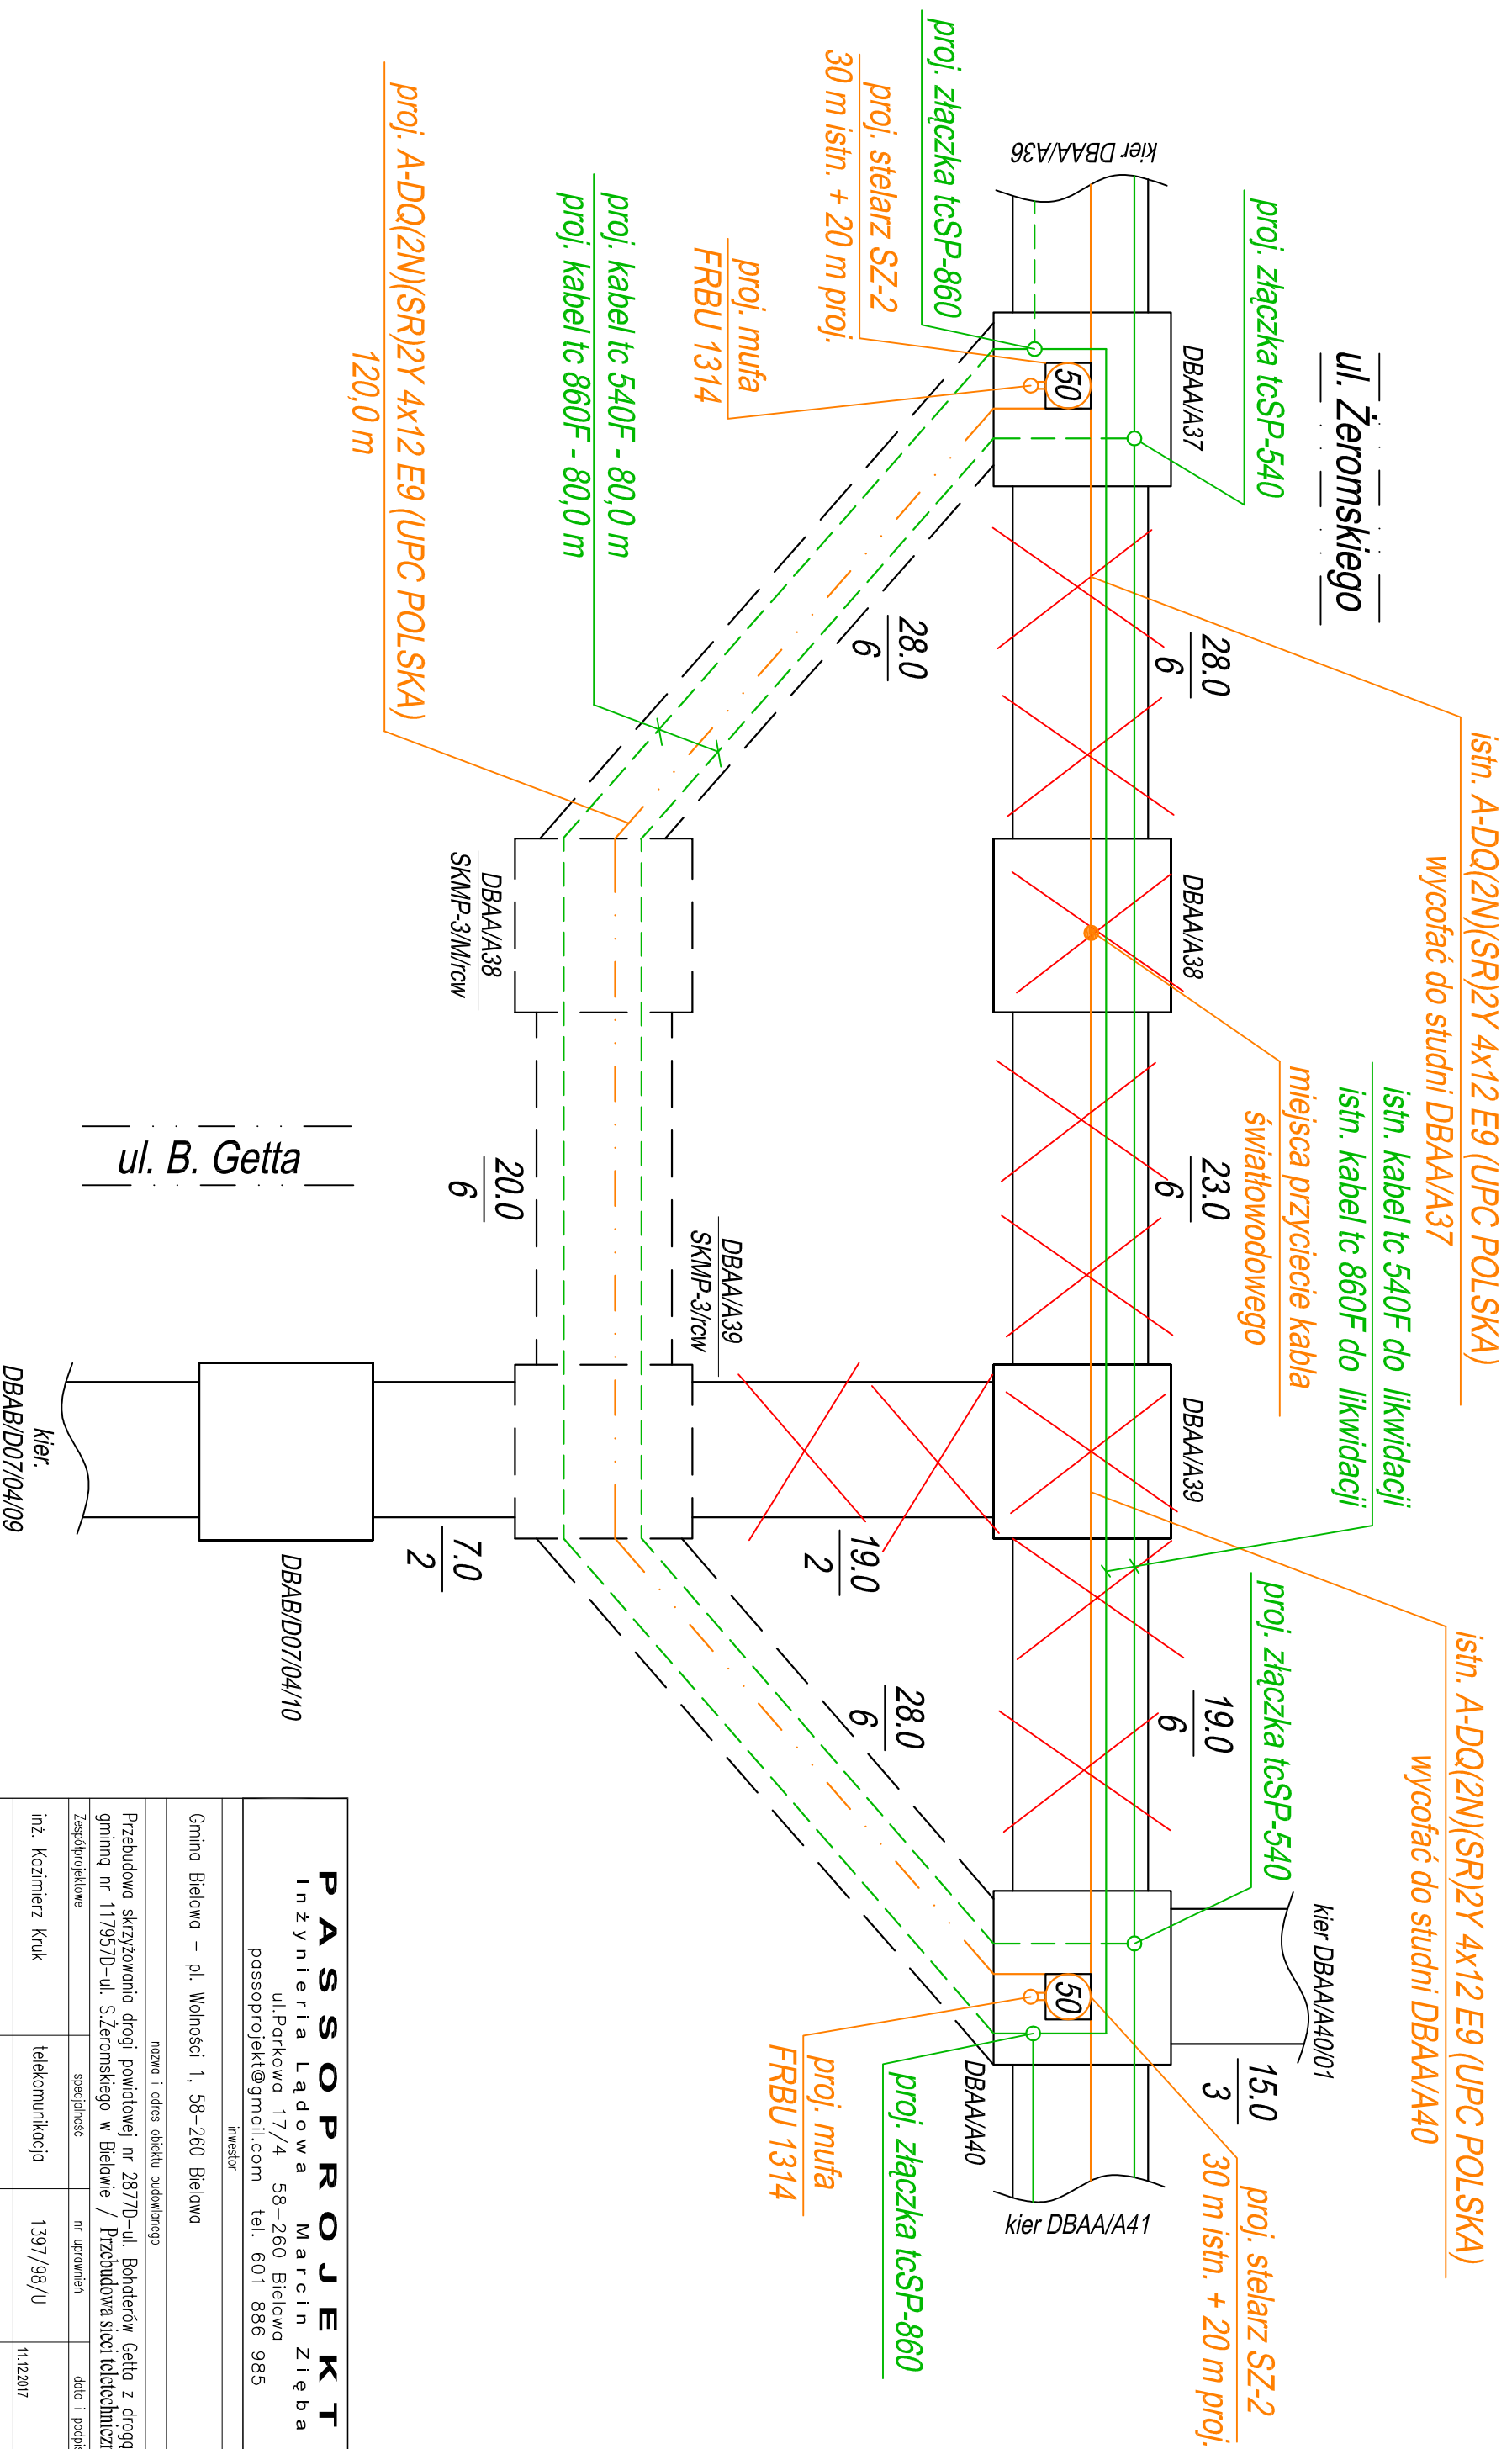 ul. Żeromskiego
istn. A-DQ(2N)(SR)2Y 4x12 E9 (UPC POLSKA)
wycofać do studni DBAA/A37
istn. A-DQ(2N)(SR)2Y 4x12 E9 (UPC POLSKA)
wycofać do studni DBAA/A40
istn. kabel tc 540F do likwidacji
istn. kabel tc 860F do likwidacji
miejsca przyciecie kabla
światłowodowego
proj. złączka tcSP-540
proj. złączka tcSP-540
kier DBAA/A40/01
15.0
3
proj. stelarz SZ-2
30 m istn. + 20 m proj.
28.0
6
23.0
6
19.0
6
DBAA/A37
DBAA/A38
DBAA/A39
kier DBAA/A36
50
50
kier DBAA/A41
DBAA/A40
proj. złączka tcSP-860
proj. stelarz SZ-2
30 m istn. + 20 m proj.
proj. mufa
FRBU 1314
28.0
6
19.0
2
28.0
6
proj. mufa
FRBU 1314
proj. złączka tcSP-860
proj. kabel tc 540F - 80,0 m
proj. kabel tc 860F - 80,0 m
DBAA/A39
SKMP-3/rcw
proj. A-DQ(2N)(SR)2Y 4x12 E9 (UPC POLSKA)
120,0 m
DBAA/A38
SKMP-3/M/rcw
20.0
6
7.0
2
ul. B. Getta
DBAB/D07/04/10
kier.
DBAB/D07/04/09
PASSOPROJEKT
Inżynieria Lądowa Marcin Zięba
ul.Parkowa 17/4 58-260 Bielawa
passoprojekt@gmail.com tel. 601 886 985
inwestor
Gmina Bielawa - pl. Wolności 1, 58-260 Bielawa
nazwa i adres obiektu budowlanego
Przebudowa skrzyżowania drogi powiatowej nr 2877D-ul. Bohaterów Getta z drogą
gminną nr 117957D-ul. S.Żeromskiego w Bielawie / Przebudowa sieci teletechniczn
Zespółprojektowe specjalność nr uprawnień data i podpis
inż. Kazimierz Kruk telekomunikacja 1397/98/U 11.12.2017